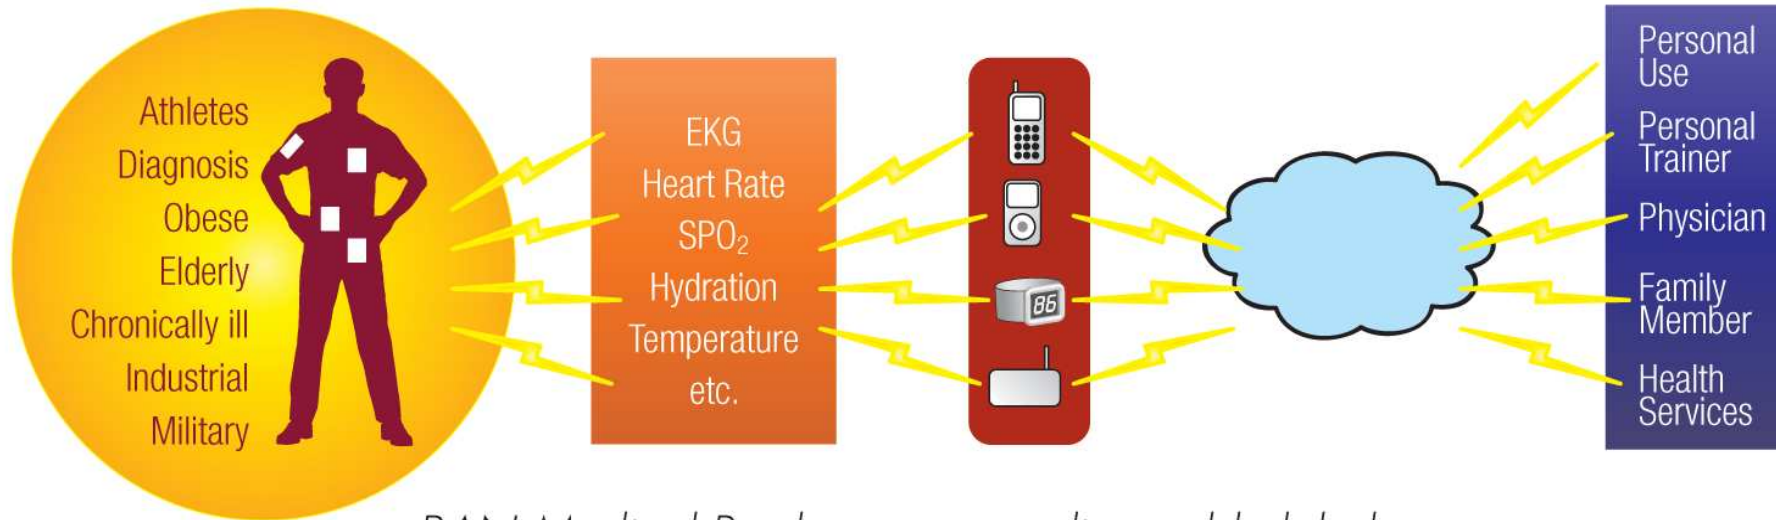 Athletes
Diagnosis
Obese
Elderly
Chronically ill
Industrial
Military
EKG
Heart Rate
SPO₂
Hydration
Temperature
etc.
86
Personal
Use
Personal
Trainer
Physician
Family
Member
Health
Services